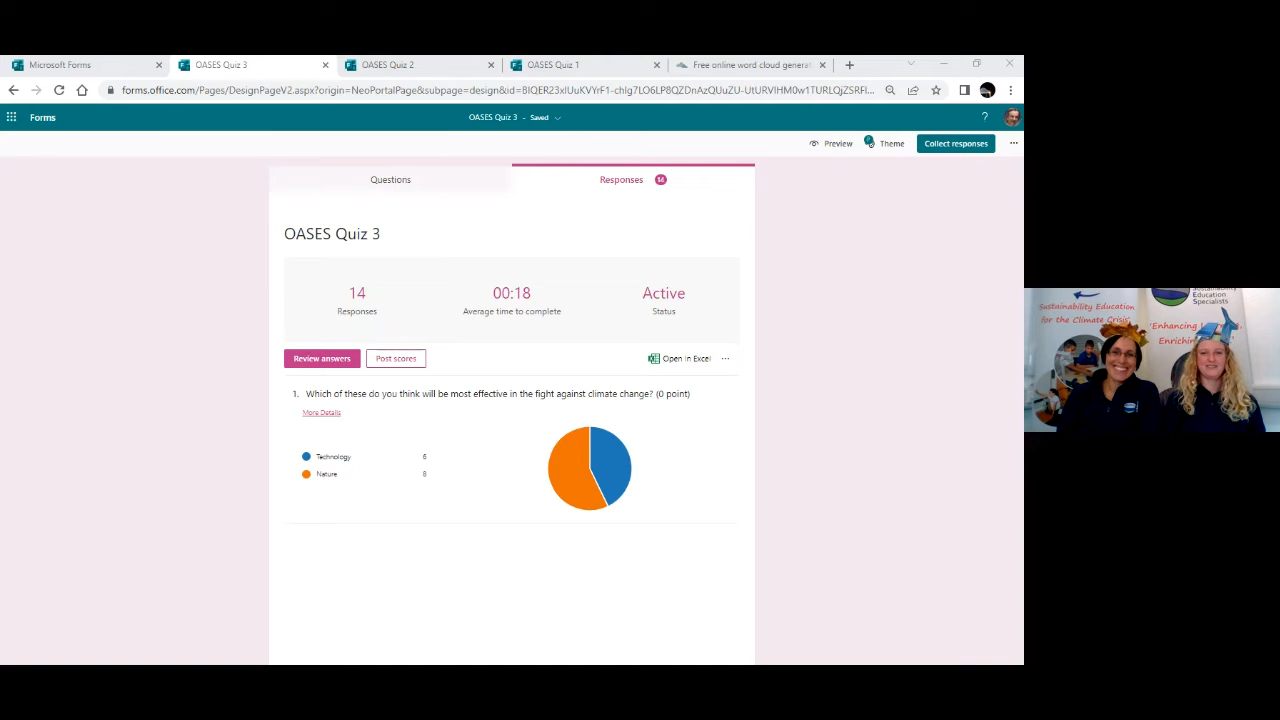 Microsoft Forms
OASES Quiz 3
OASES Quiz 2
OASES Quiz 1
Free online word cloud generat
Forms
OASES Quiz 3 - Saved
?
Preview
Theme
Collect responses
Questions
Responses 14
OASES Quiz 3
14
00:18
Active
Responses
Average time to complete
Status
Review answers
Post scores
Open in Excel
1. Which of these do you think will be most effective in the fight against climate change? (0 point)
More Details
Technology 6
Nature 8
Sustainability Education
for the Climate Crisis'
Sustainability
Education
Specialists
'Enhancing
Enriching